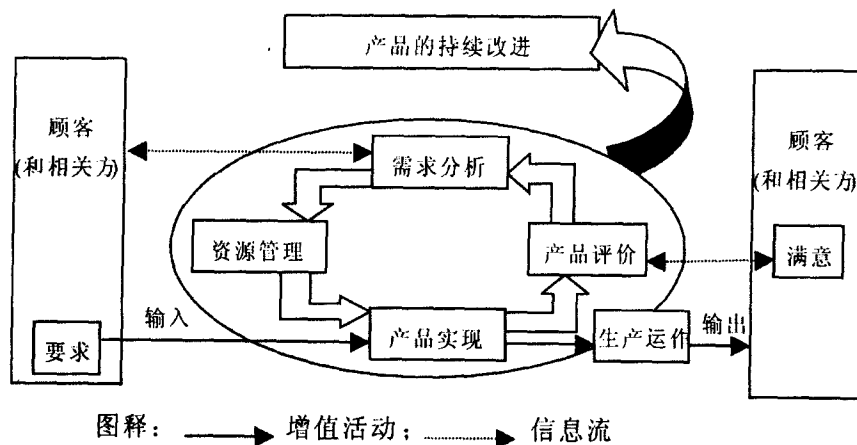 产品的持续改进
顾客
(和相关方)
需求分析
顾客
(和相关方)
资源管理
产品评价
满意
输入
要求
产品实现
生产运作
输出
图释： 增值活动； 信息流